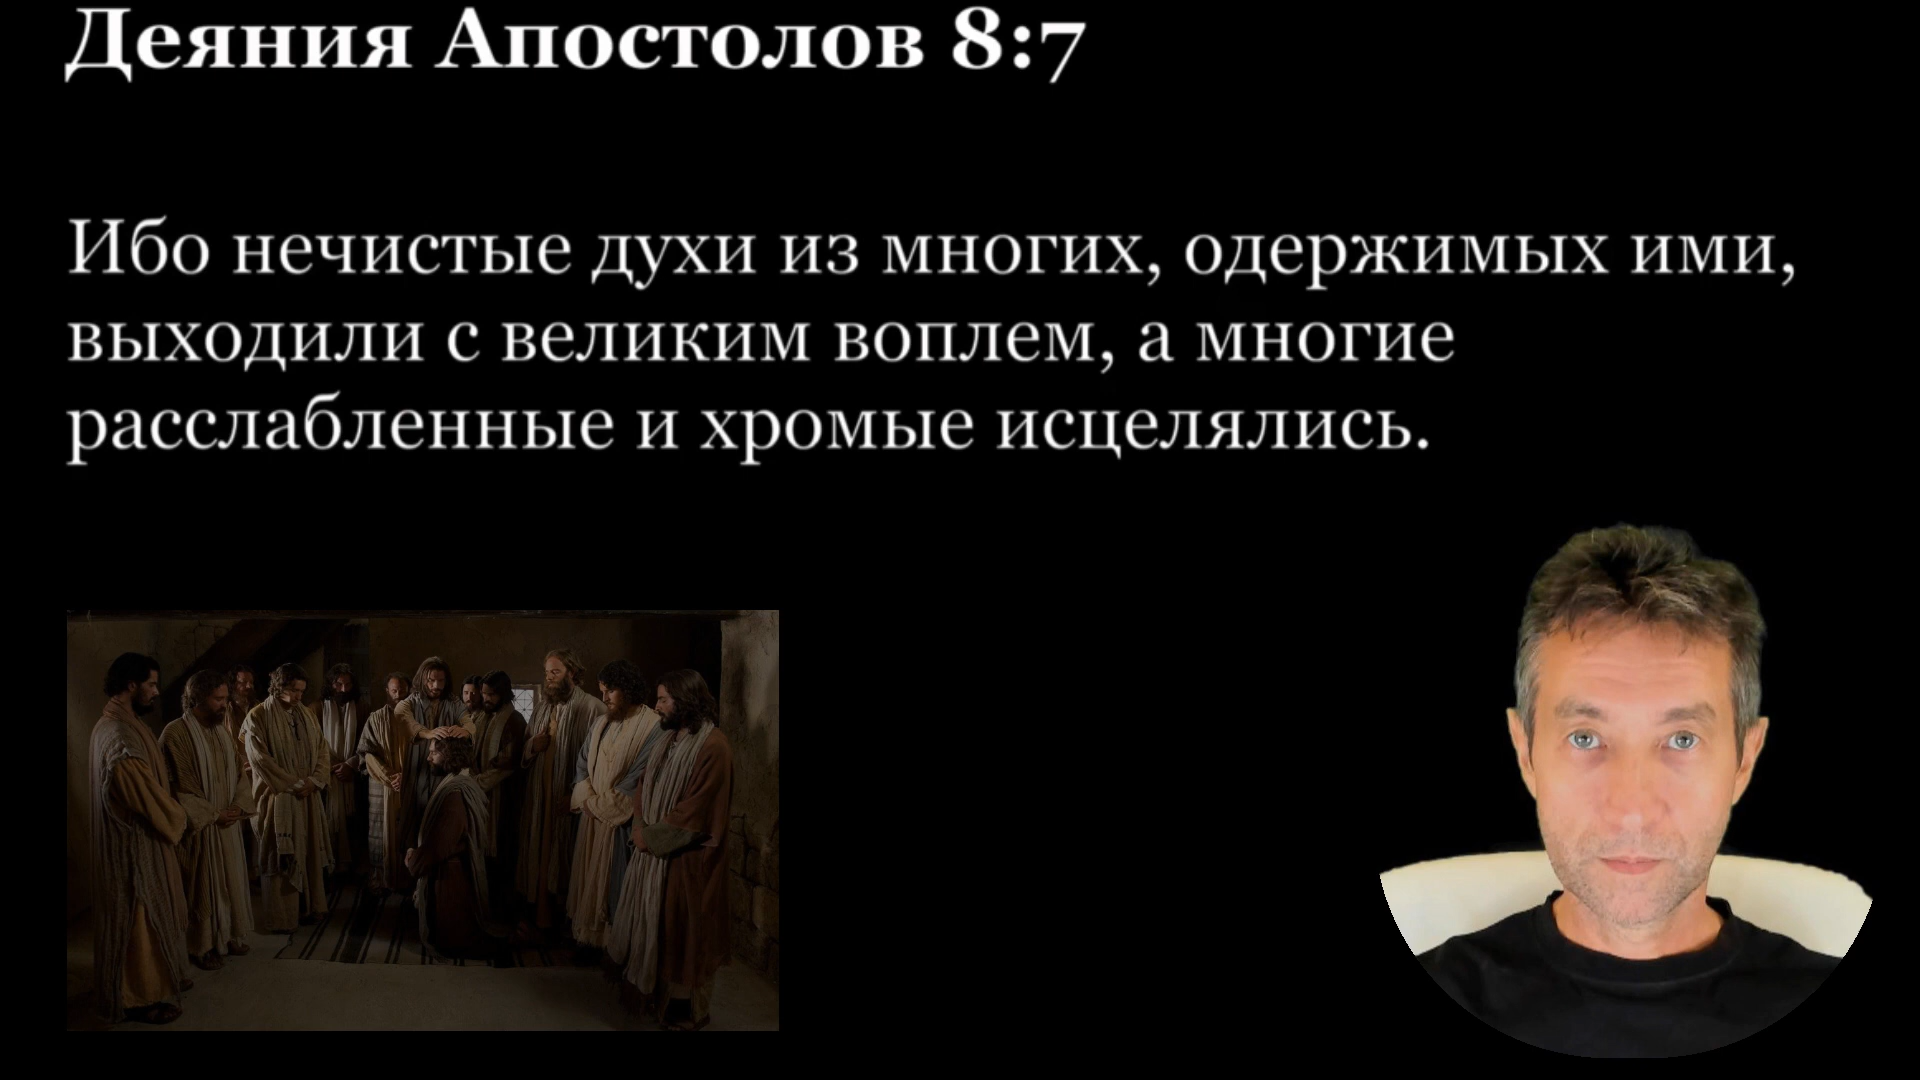 Деяния Апостолов 8:7
Ибо нечистые духи из многих, одержимых ими,
выходили с великим воплем, а многие
расслабленные и хромые исцелялись.